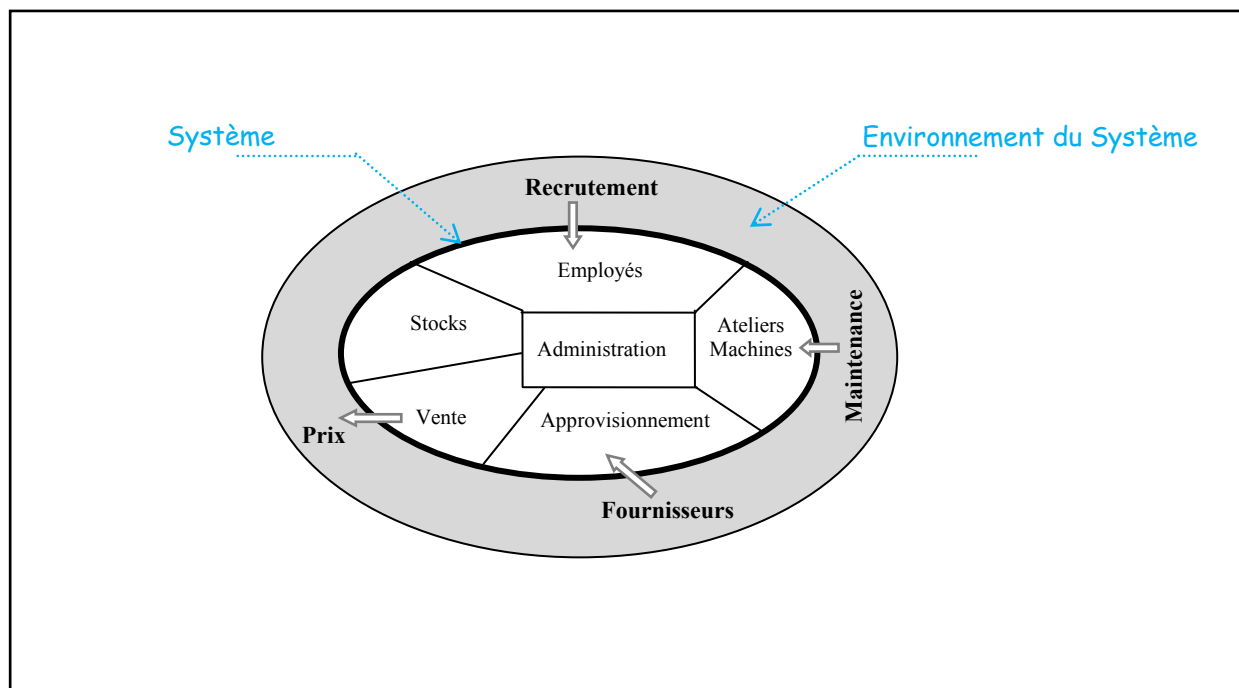 Système
Environnement du Système
Recrutement
Employés
Stocks
Administration
Ateliers
Machines
Maintenance
Vente
Approvisionnement
Prix
Fournisseurs